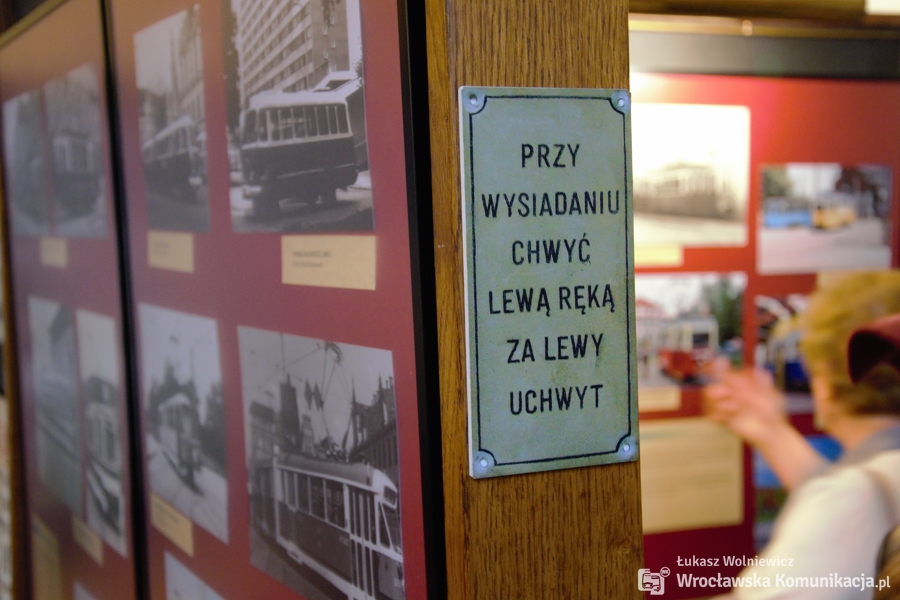 PRZY
WYSIADANIU
CHWYĆ
LEWĄ RĘKĄ
ZA LEWY
UCHWYT
Łukasz Wolniewicz
Wrocławska Komunikacja.pl